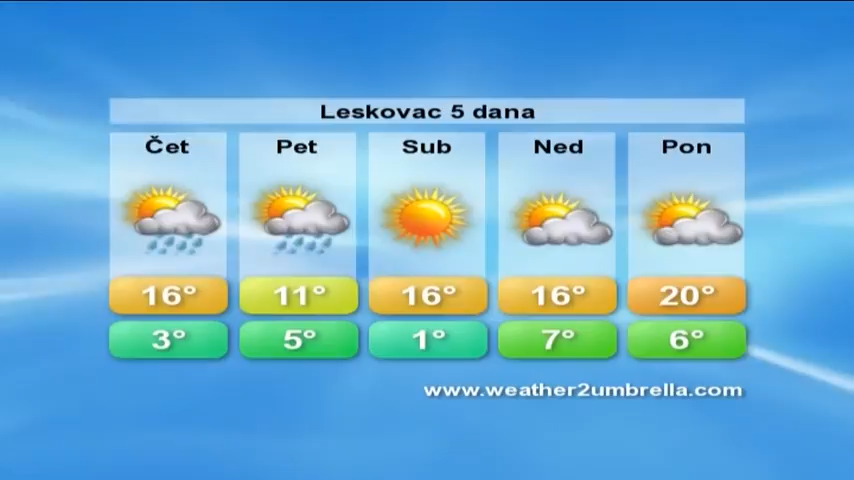 Leskovac 5 dana
Čet Pet Sub Ned Pon
16° 11° 16° 16° 20°
3° 5° 1° 7° 6°
www.weather2umbrella.com